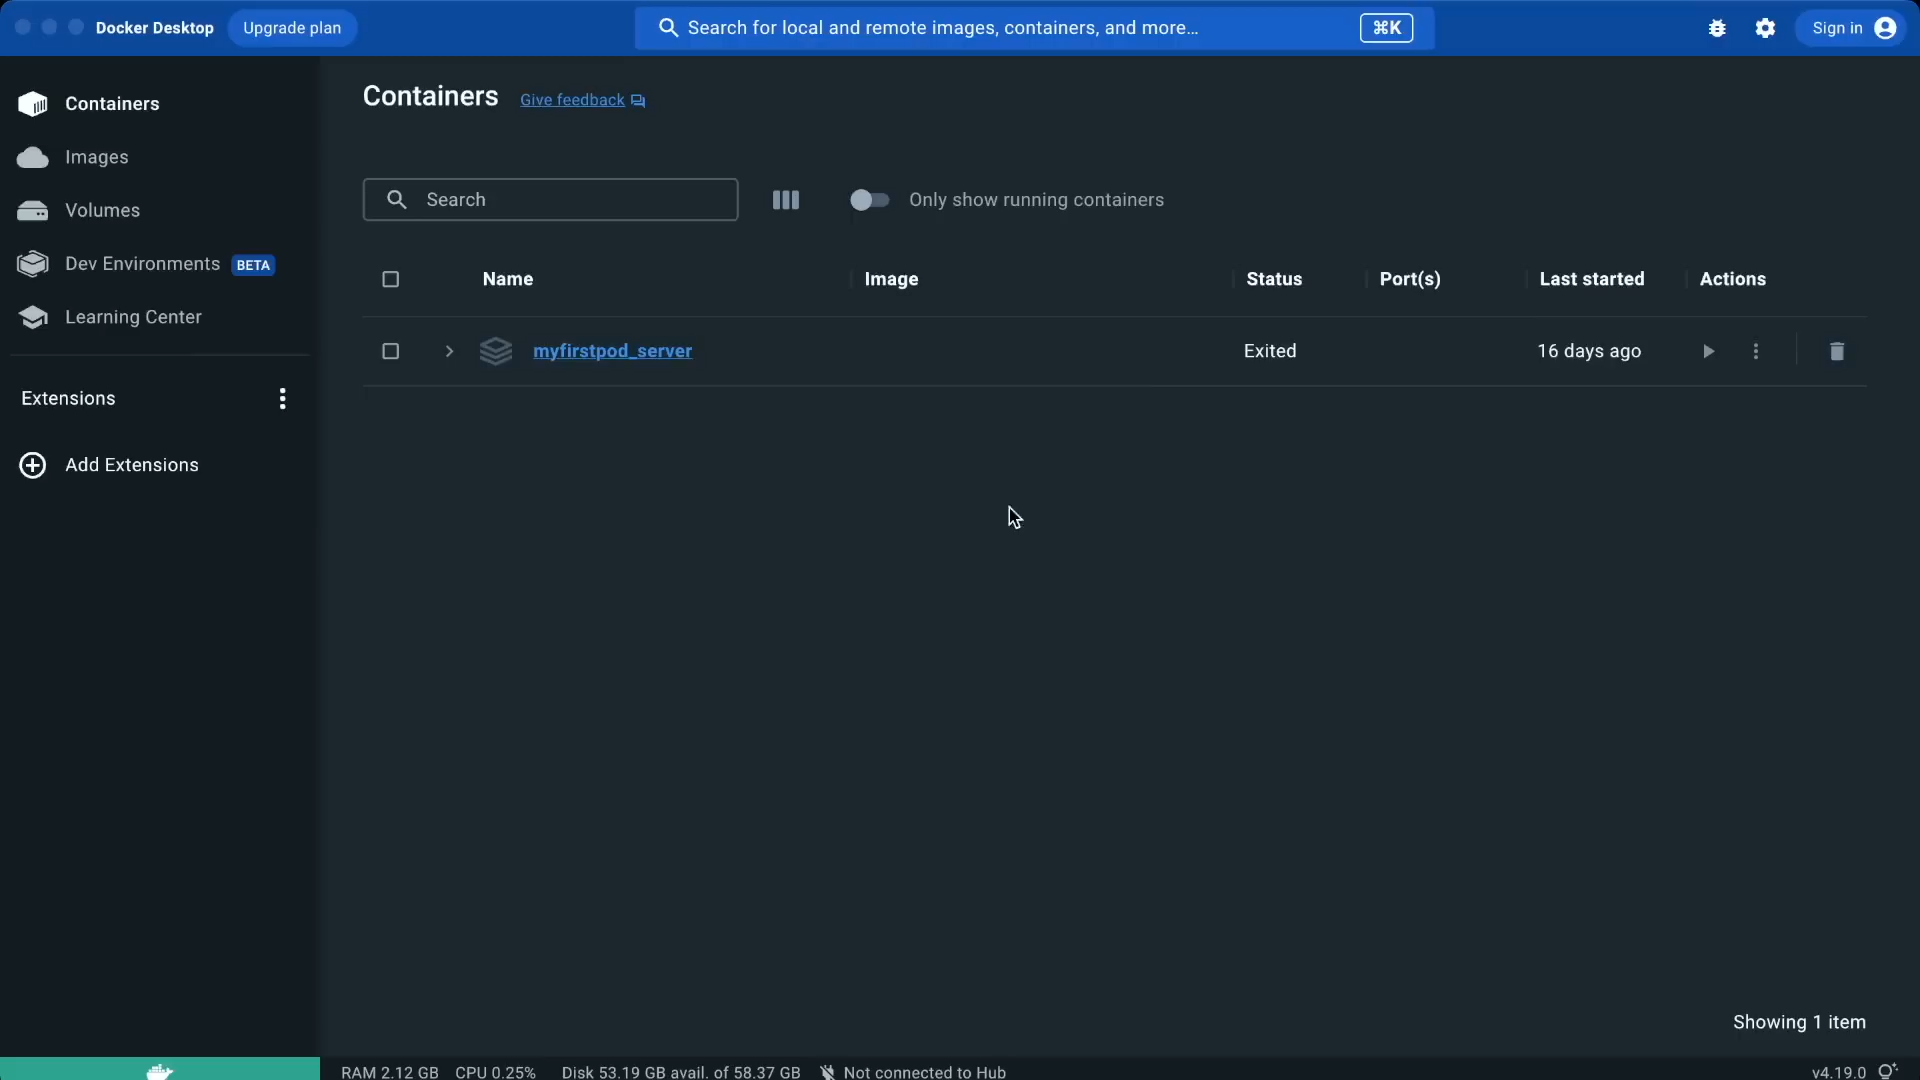 Docker Desktop
Upgrade plan
Search for local and remote images, containers, and more...
⌘K
Sign in
Containers
Images
Volumes
Dev Environments BETA
Learning Center
Extensions
Add Extensions
Containers
Give feedback
Search
Only show running containers
Name Image Status Port(s) Last started Actions
myfirstpod_server Exited 16 days ago
Showing 1 item
RAM 2.12 GB CPU 0.25% Disk 53.19 GB avail. of 58.37 GB Not connected to Hub v4.19.0